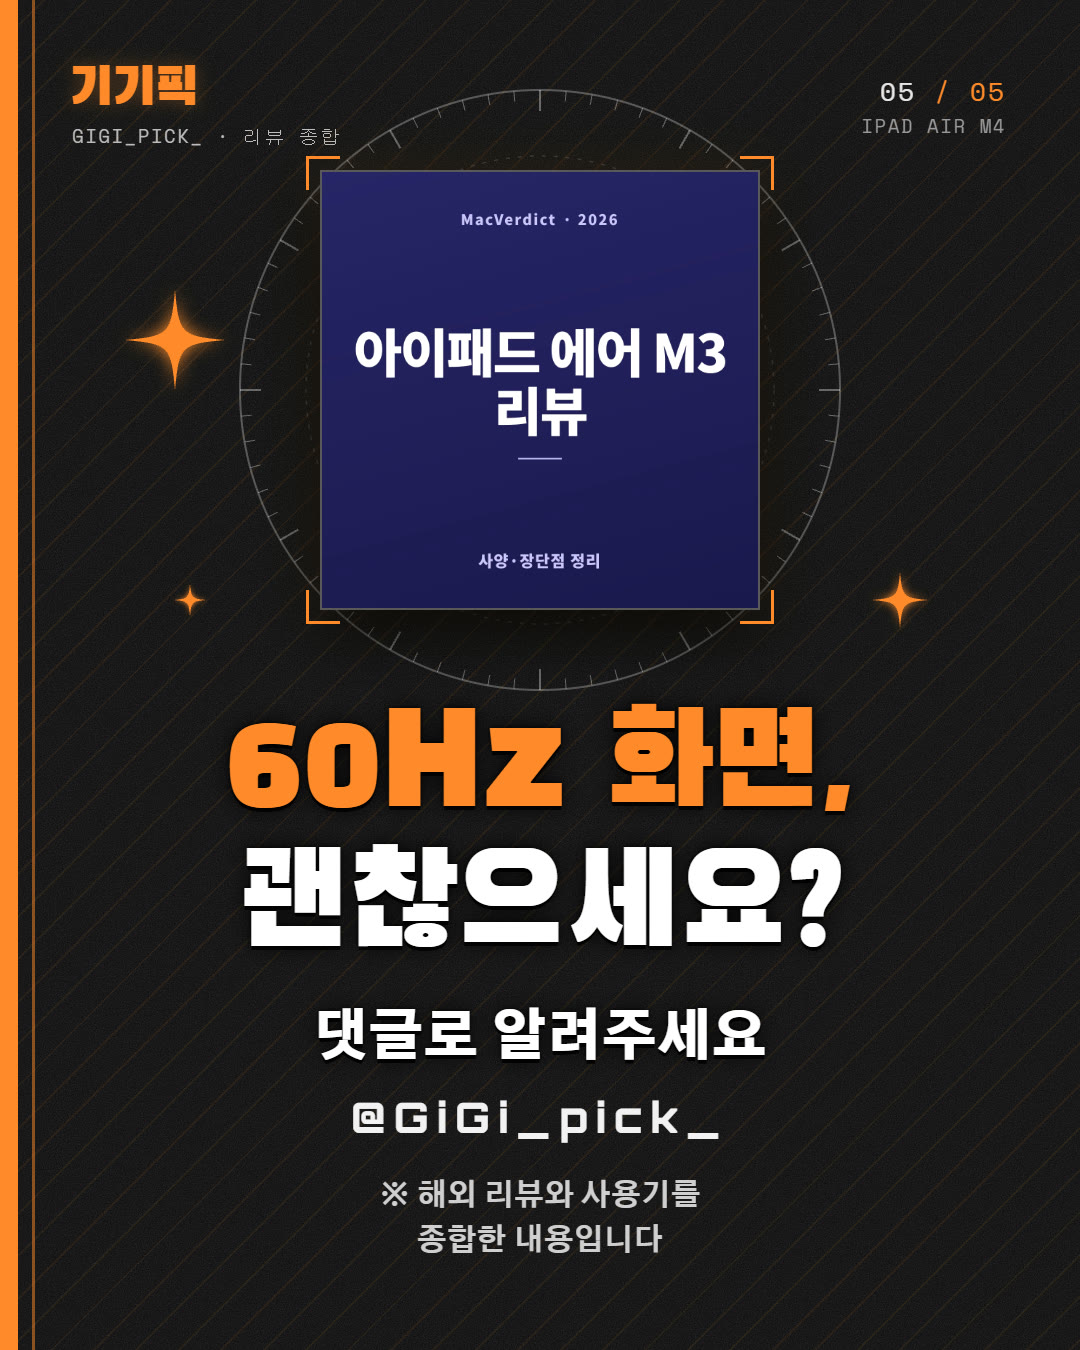 기기픽
GIGI_PICK_ · 리뷰 종합
05 / 05
IPAD AIR M4
MacVerdict · 2026
아이패드 에어 M3
리뷰
사양·장단점 정리
60Hz 화면,
괜찮으세요?
댓글로 알려주세요
@GiGi_pick_
※ 해외 리뷰와 사용기를
종합한 내용입니다